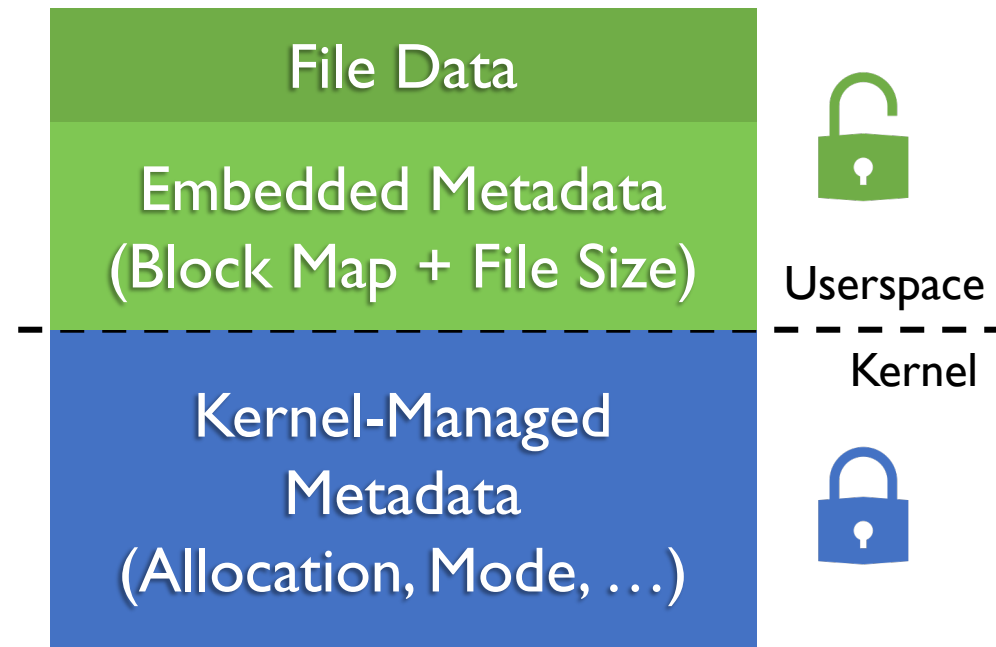 File Data
Embedded Metadata
(Block Map + File Size)
Userspace
Kernel
Kernel-Managed
Metadata
(Allocation, Mode, …)